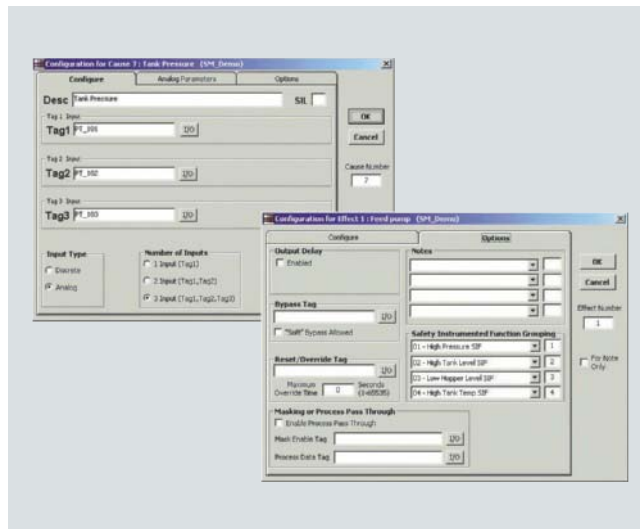 Configuration for Cause 7: Tank Pressure (SM_Demo)
Configure
Analog Parameters
Options
Desc Tank Pressure
SIL
Tag 1 Input
Tag1 PT_101 I/O
OK
Cancel
Tag 2 Input
Tag2 PT_102 I/O
Cause Number
7
Tag 3 Input
Tag3 PT_103 I/O
Input Type
Discrete
Analog
Number of Inputs
1 Input (Tag1)
2 Input (Tag1,Tag2)
3 Input (Tag1,Tag2,Tag3)
Configuration for Effect 1: Feed pump (SM_Demo)
Configure
Options
Output Delay
Enabled
Notes
OK
Cancel
Bypass Tag
I/O
"Soft" Bypass Allowed
Effect Number
1
Reset/Override Tag
I/O
Maximum Override Time 0 Seconds (0-65535)
Safety Instrumented Function Grouping
01 - High Pressure SIF 1
02 - High Tank Level SIF 2
03 - Low Hopper Level SIF 3
04 - High Tank Temp SIF 4
For Note Only
Masking or Process Pass Through
Enable Process Pass Through
Mask Enable Tag I/O
Process Data Tag I/O